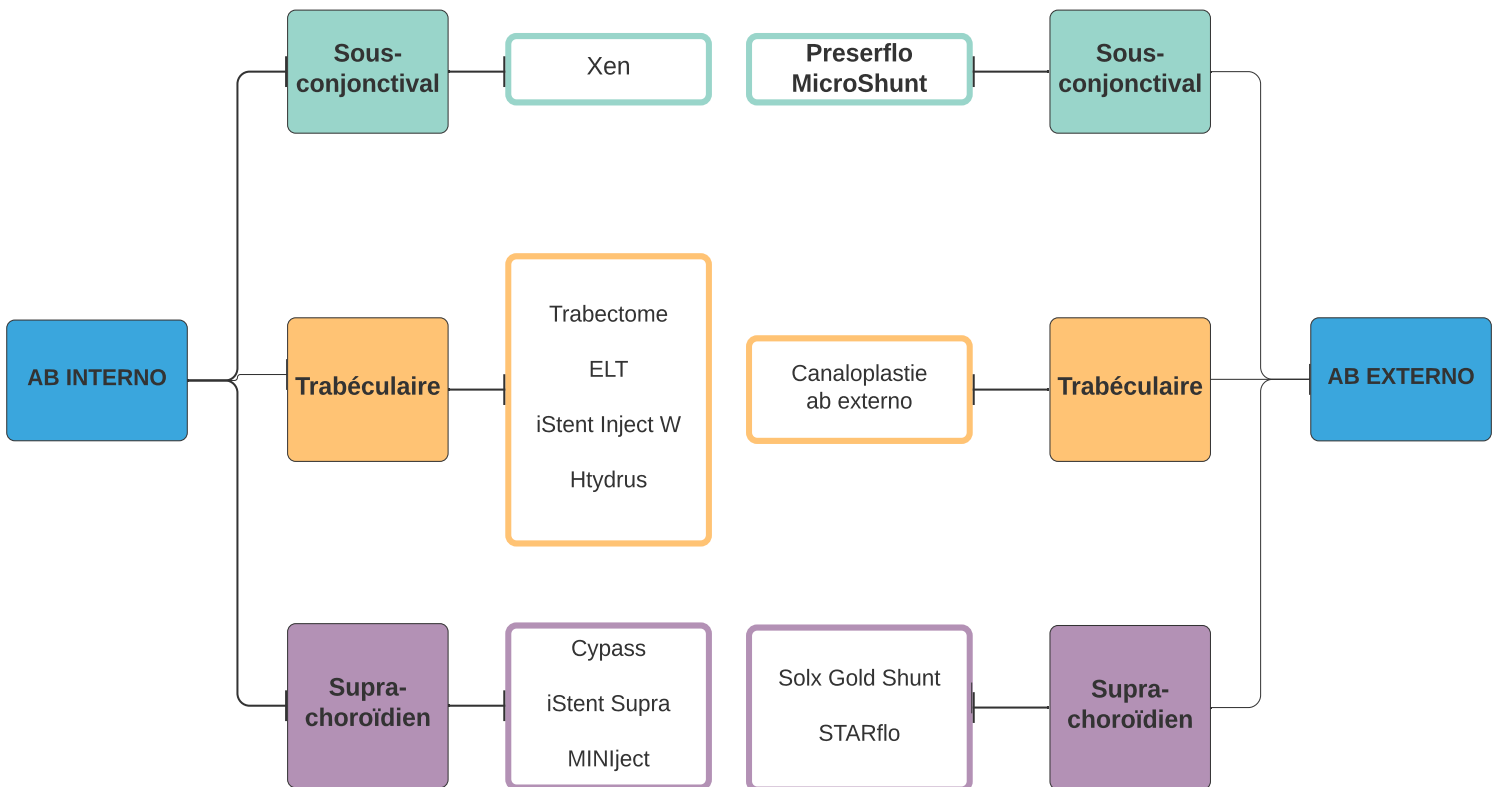 Sous-
conjonctival
Xen
Preserflo
MicroShunt
Sous-
conjonctival
AB INTERNO
Trabéculaire
Trabectome
ELT
iStent Inject W
Htydrus
Canaloplastie
ab externo
Trabéculaire
AB EXTERNO
Supra-
choroïdien
Cypass
iStent Supra
MINIject
Solx Gold Shunt
STARflo
Supra-
choroïdien